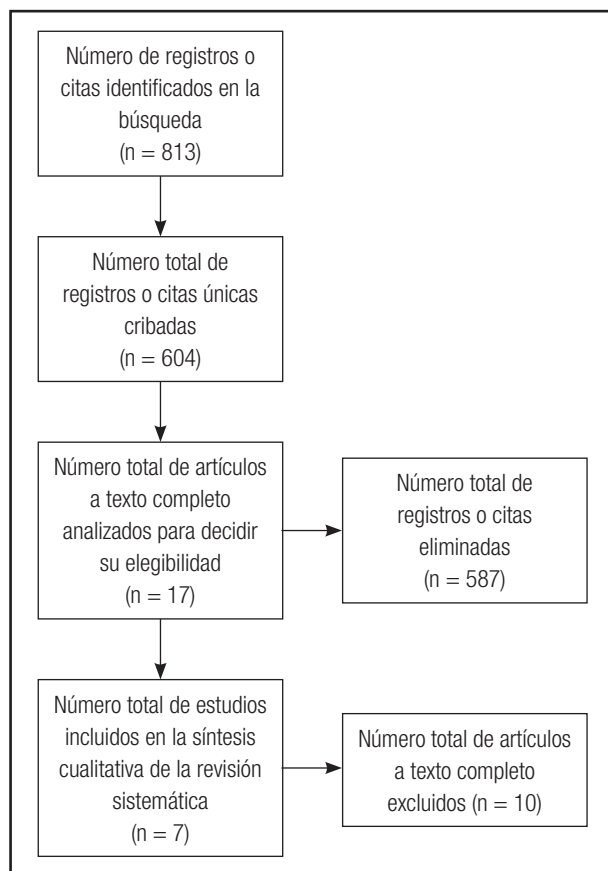 Número de registros o
citas identificados en la
búsqueda
(n = 813)
Número total de
registros o citas únicas
cribadas
(n = 604)
Número total de artículos
a texto completo
analizados para decidir
su elegibilidad
(n = 17)
Número total de
registros o citas
eliminadas
(n = 587)
Número total de estudios
incluidos en la síntesis
cualitativa de la revisión
sistemática
(n = 7)
Número total de artículos
a texto completo
excluidos (n = 10)